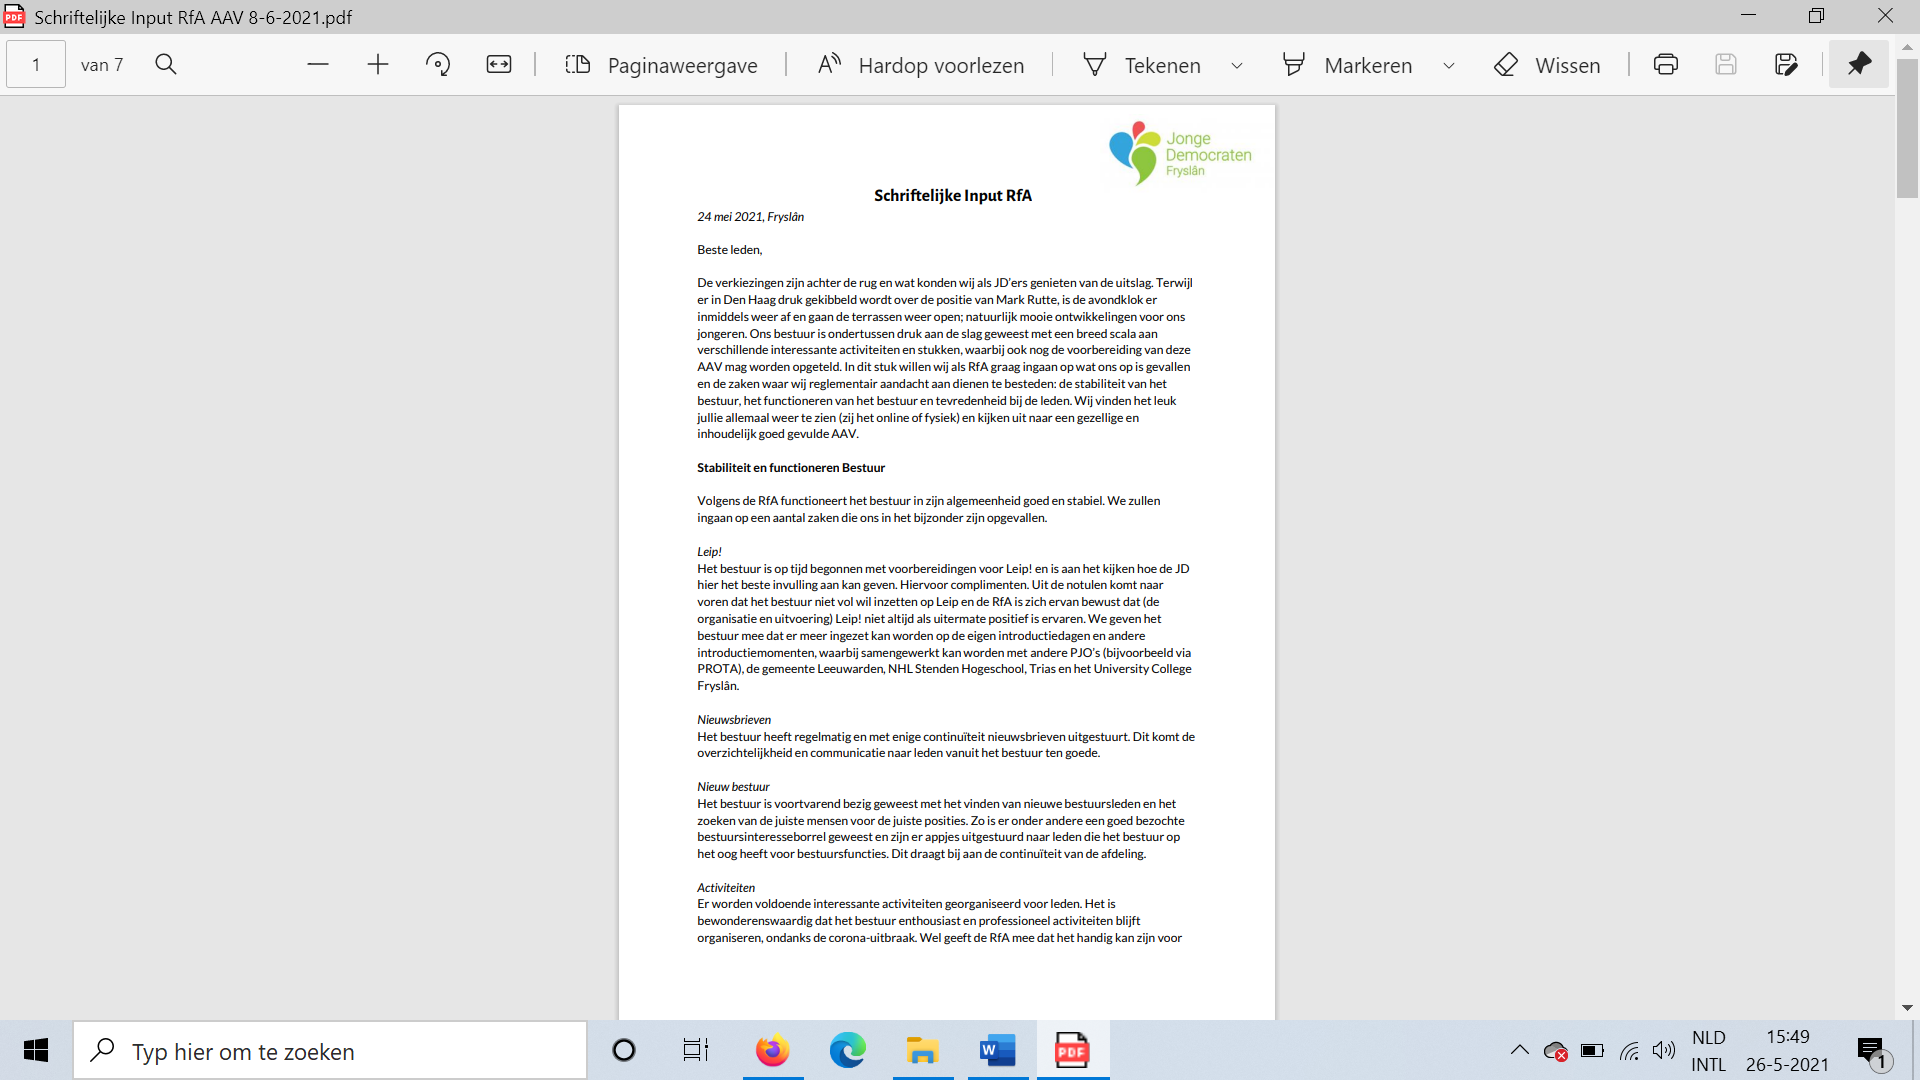 Schriftelijke Input RfA AAV 8-6-2021.pdf
1 van 7 Paginaweergave Hardop voorlezen Tekenen Markeren Wissen
Jonge
Democraten
Fryslân
Schriftelijke Input RfA
24 mei 2021, Fryslân
Beste leden,
De verkiezingen zijn achter de rug en wat konden wij als JD'ers genieten van de uitslag. Terwijl
er in Den Haag druk gekibbeld wordt over de positie van Mark Rutte, is de avondklok er
inmiddels weer af en gaan de terrassen weer open; natuurlijk mooie ontwikkelingen voor ons
jongeren. Ons bestuur is ondertussen druk aan de slag geweest met een breed scala aan
verschillende interessante activiteiten en stukken, waarbij ook nog de voorbereiding van deze
AAV mag worden opgeteld. In dit stuk willen wij als RfA graag ingaan op wat ons op is gevallen
en de zaken waar wij reglementair aandacht aan dienen te besteden: de stabiliteit van het
bestuur, het functioneren van het bestuur en tevredenheid bij de leden. Wij vinden het leuk
jullie allemaal weer te zien (zij het online of fysiek) en kijken uit naar een gezellige en
inhoudelijk goed gevulde AAV.
Stabiliteit en functioneren Bestuur
Volgens de RfA functioneert het bestuur in zijn algemeenheid goed en stabiel. We zullen
ingaan op een aantal zaken die ons in het bijzonder zijn opgevallen.
Leip!
Het bestuur is op tijd begonnen met voorbereidingen voor Leip! en is aan het kijken hoe de JD
hier het beste invulling aan kan geven. Hiervoor complimenten. Uit de notulen komt naar
voren dat het bestuur niet vol wil inzetten op Leip en de RfA is zich ervan bewust dat (de
organisatie en uitvoering) Leip! niet altijd als uitermate positief is ervaren. We geven het
bestuur mee dat er meer ingezet kan worden op de eigen introductiedagen en andere
introductiemomenten, waarbij samengewerkt kan worden met andere PJO's (bijvoorbeeld via
PROTA), de gemeente Leeuwarden, NHL Stenden Hogeschool, Trias en het University College
Fryslân.
Nieuwsbrieven
Het bestuur heeft regelmatig en met enige continuïteit nieuwsbrieven uitgestuurt. Dit komt de
overzichtelijkheid en communicatie naar leden vanuit het bestuur ten goede.
Nieuw bestuur
Het bestuur is voortvarend bezig geweest met het vinden van nieuwe bestuursleden en het
zoeken van de juiste mensen voor de juiste posities. Zo is er onder andere een goed bezochte
bestuursinteresseborrel geweest en zijn er appjes uitgestuurd naar leden die het bestuur op
het oog heeft voor bestuursfuncties. Dit draagt bij aan de continuïteit van de afdeling.
Activiteiten
Er worden voldoende interessante activiteiten georganiseerd voor leden. Het is
bewonderenswaardig dat het bestuur enthousiast en professioneel activiteiten blijft
organiseren, ondanks de corona-uitbraak. Wel geeft de RfA mee dat het handig kan zijn voor
Typ hier om te zoeken
NLD 15:49
INTL 26-5-2021
1